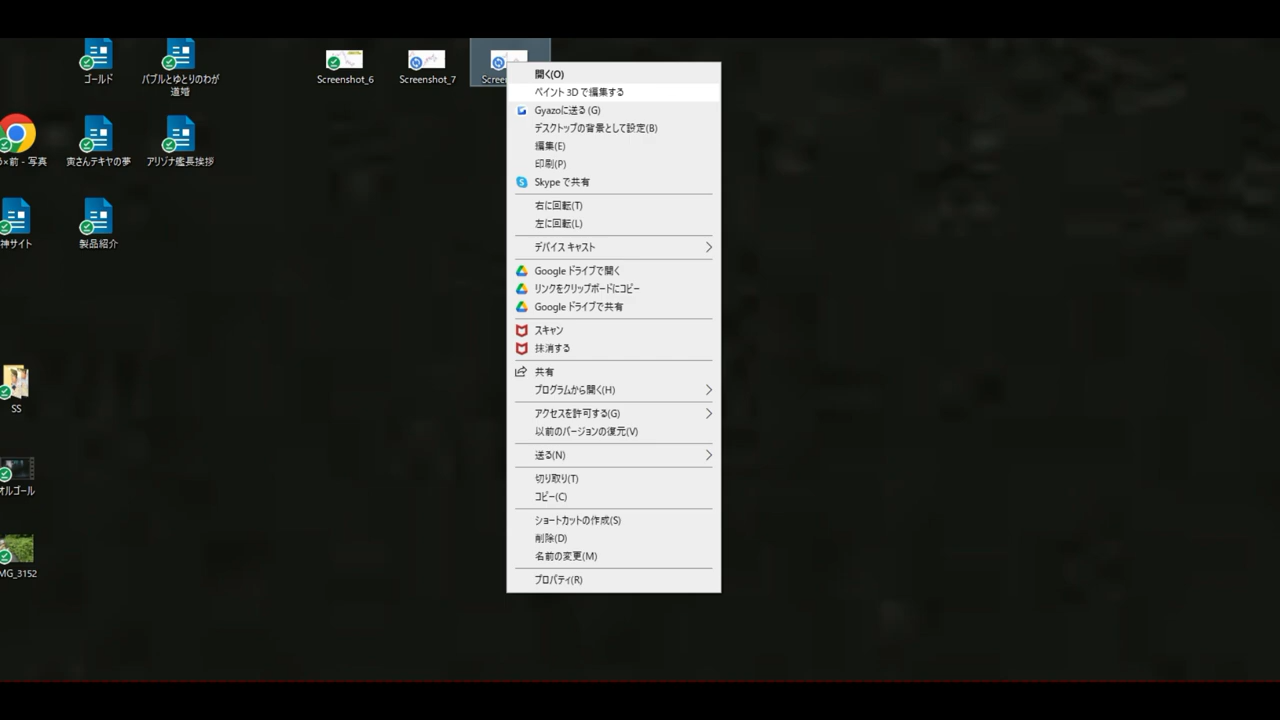 ゴールド
バブルとゆとりのわが
道婚
Screenshot_6
Screenshot_7
Scree
前 - 写真
寅さんテキヤの夢
アリゾナ艦長挨拶
神サイト
製品紹介
SS
オルゴール
MG_3152
開く(O)
ペイント 3D で編集する
Gyazoに送る (G)
デスクトップの背景として設定(B)
編集(E)
印刷(P)
Skype で共有
右に回転(T)
左に回転(L)
デバイス キャスト
Google ドライブで開く
リンクをクリップボードにコピー
Google ドライブで共有
スキャン
抹消する
共有
プログラムから開く(H)
アクセスを許可する(G)
以前のバージョンの復元(V)
送る(N)
切り取り(T)
コピー(C)
ショートカットの作成(S)
削除(D)
名前の変更(M)
プロパティ(R)